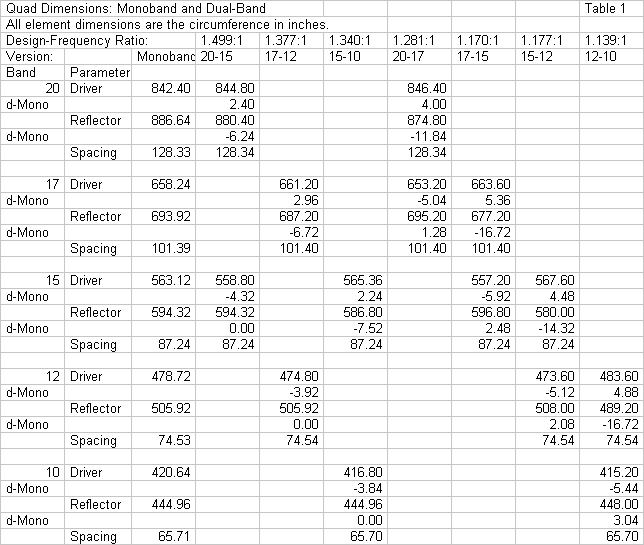 Quad Dimensions: Monoband and Dual-Band Table 1
All element dimensions are the circumference in inches.
Design-Frequency Ratio: 1.499:1 1.377:1 1.340:1 1.281:1 1.170:1 1.177:1 1.139:1
Version: Monoband 20-15 17-12 15-10 20-17 17-15 15-12 12-10
Band Parameter
20 Driver 842.40 844.80 846.40
d-Mono 2.40 4.00
Reflector 886.64 880.40 874.80
d-Mono -6.24 -11.84
Spacing 128.33 128.34 128.34
17 Driver 658.24 661.20 653.20 663.60
d-Mono 2.96 -5.04 5.36
Reflector 693.92 687.20 695.20 677.20
d-Mono -6.72 1.28 -16.72
Spacing 101.39 101.40 101.40 101.40
15 Driver 563.12 558.80 565.36 557.20 567.60
d-Mono -4.32 2.24 -5.92 4.48
Reflector 594.32 594.32 586.80 596.80 580.00
d-Mono 0.00 -7.52 2.48 -14.32
Spacing 87.24 87.24 87.24 87.24 87.24
12 Driver 478.72 474.80 473.60 483.60
d-Mono -3.92 -5.12 4.88
Reflector 505.92 505.92 508.00 489.20
d-Mono 0.00 2.08 -16.72
Spacing 74.53 74.54 74.54 74.54
10 Driver 420.64 416.80 415.20
d-Mono -3.84 -5.44
Reflector 444.96 444.96 448.00
d-Mono 0.00 3.04
Spacing 65.71 65.70 65.70